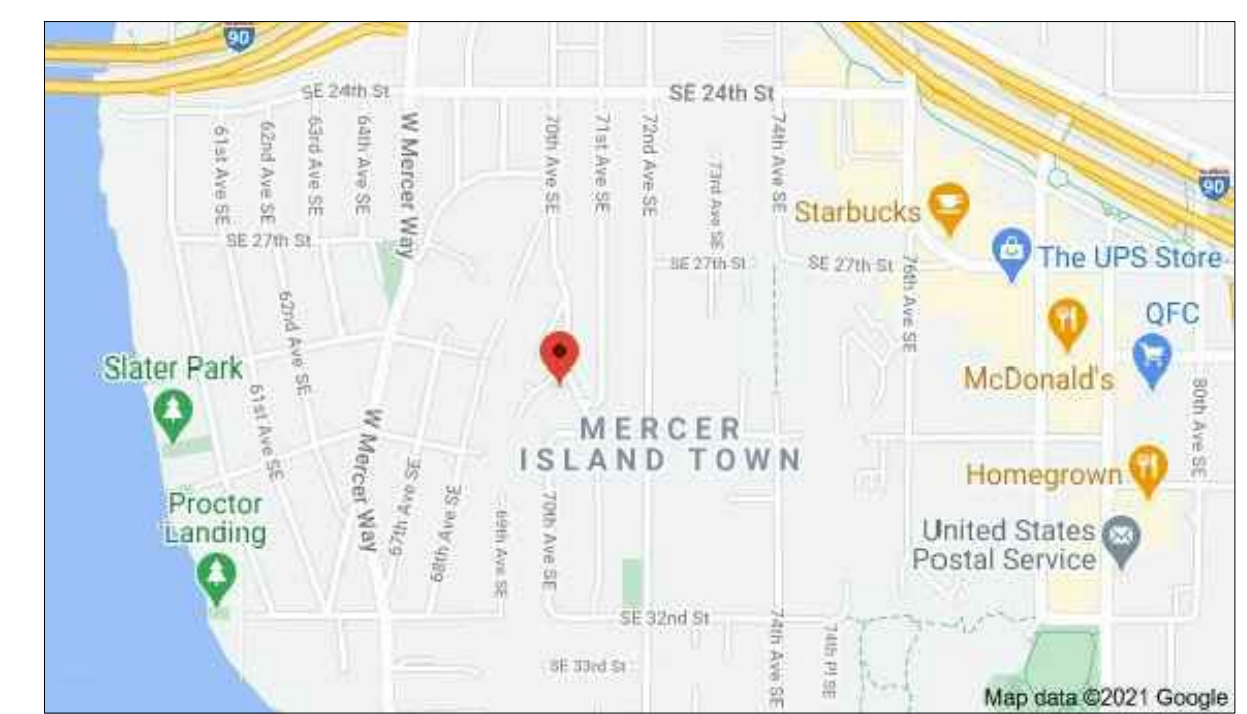 90
SE 24th St
SE 24th St
61st Ave SE
62nd Ave SE
63rd Ave SE
64th Ave SE
W Mercer Way
70th Ave SE
71st Ave SE
72nd Ave SE
73rd Ave SE
74th Ave SE
90
Starbucks
SE 27th St
SE 27th St
SE 27th St
76th Ave SE
The UPS Store
62nd Ave SE
QFC
Slater Park
McDonald's
61st Ave SE
80th Ave SE
W Mercer Way
MERCER
ISLAND TOWN
67th Ave SE
68th Ave SE
69th Ave SE
70th Ave SE
Homegrown
Proctor
Landing
United States
Postal Service
SE 32nd St
74th Ave SE
74th Pl SE
SE 33rd St
Map data ©2021 Google